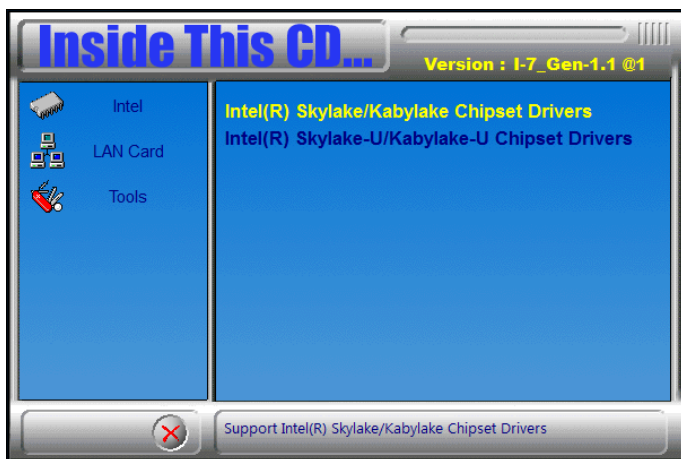 Inside This CD...
Version : I-7_Gen-1.1 @1
Intel
LAN Card
Tools
Intel(R) Skylake/Kabylake Chipset Drivers
Intel(R) Skylake-U/Kabylake-U Chipset Drivers
Support Intel(R) Skylake/Kabylake Chipset Drivers